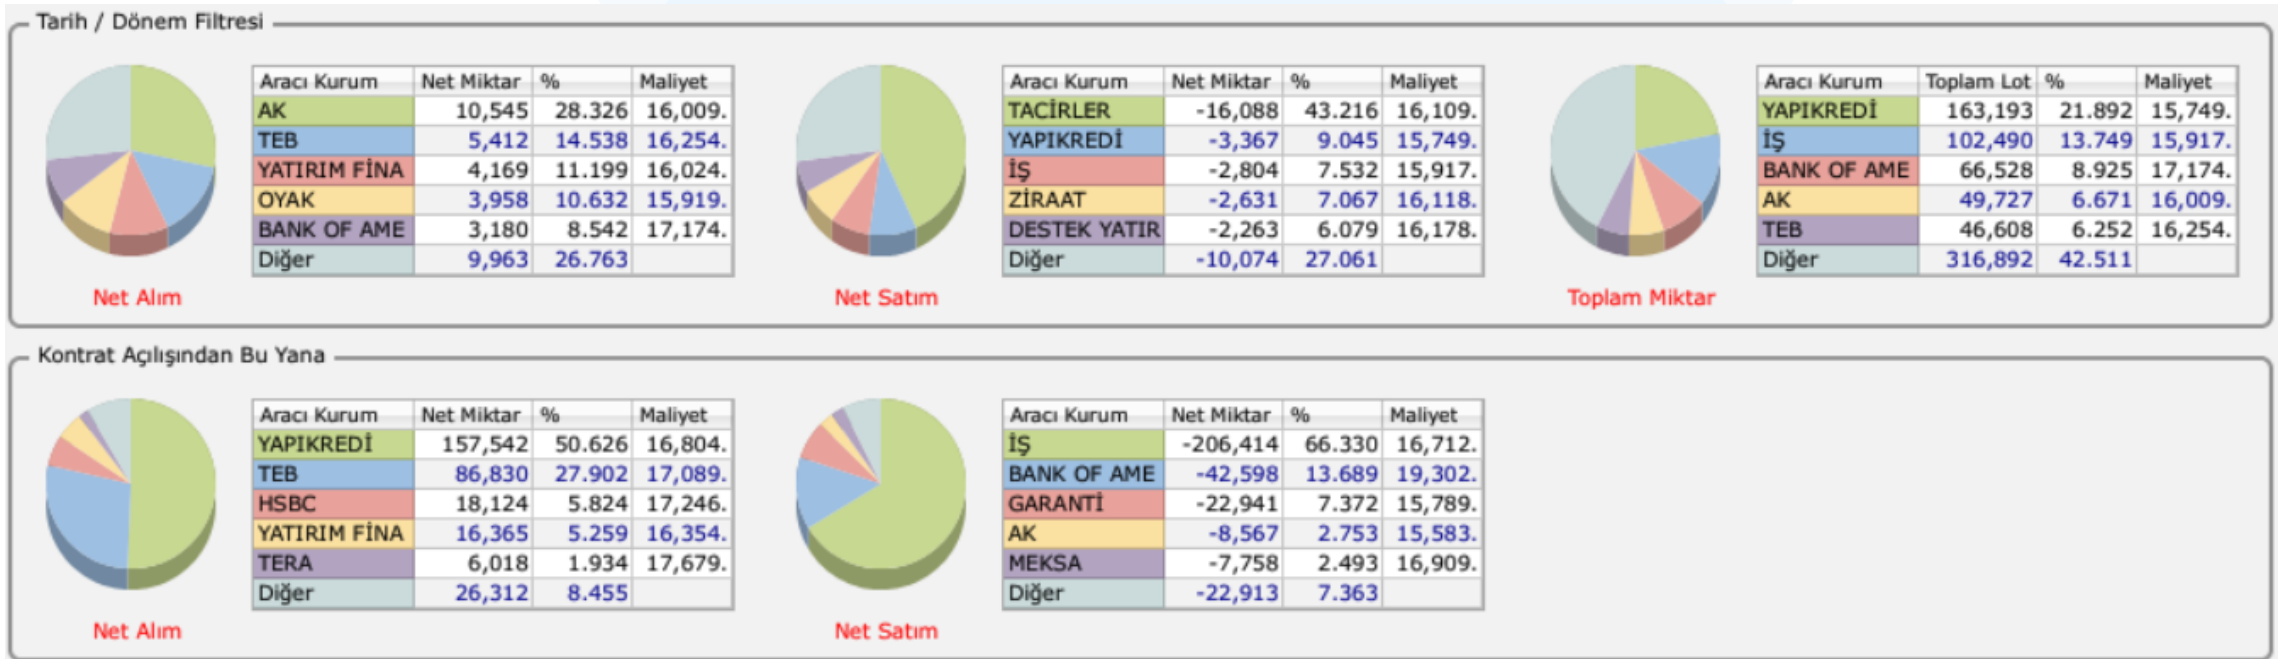 Tarih / Dönem Filtresi
Aracı Kurum Net Miktar % Maliyet
AK 10,545 28.326 16,009.
TEB 5,412 14.538 16,254.
YATIRIM FİNA 4,169 11.199 16,024.
OYAK 3,958 10.632 15,919.
BANK OF AME 3,180 8.542 17,174.
Diğer 9,963 26.763
Net Alım
Aracı Kurum Net Miktar % Maliyet
TACİRLER -16,088 43.216 16,109.
YAPIKREDİ -3,367 9.045 15,749.
İŞ -2,804 7.532 15,917.
ZİRAAT -2,631 7.067 16,118.
DESTEK YATIR -2,263 6.079 16,178.
Diğer -10,074 27.061
Net Satım
Aracı Kurum Toplam Lot % Maliyet
YAPIKREDİ 163,193 21.892 15,749.
İŞ 102,490 13.749 15,917.
BANK OF AME 66,528 8.925 17,174.
AK 49,727 6.671 16,009.
TEB 46,608 6.252 16,254.
Diğer 316,892 42.511
Toplam Miktar
Kontrat Açılışından Bu Yana
Aracı Kurum Net Miktar % Maliyet
YAPIKREDİ 157,542 50.626 16,804.
TEB 86,830 27.902 17,089.
HSBC 18,124 5.824 17,246.
YATIRIM FİNA 16,365 5.259 16,354.
TERA 6,018 1.934 17,679.
Diğer 26,312 8.455
Net Alım
Aracı Kurum Net Miktar % Maliyet
İŞ -206,414 66.330 16,712.
BANK OF AME -42,598 13.689 19,302.
GARANTİ -22,941 7.372 15,789.
AK -8,567 2.753 15,583.
MEKSA -7,758 2.493 16,909.
Diğer -22,913 7.363
Net Satım